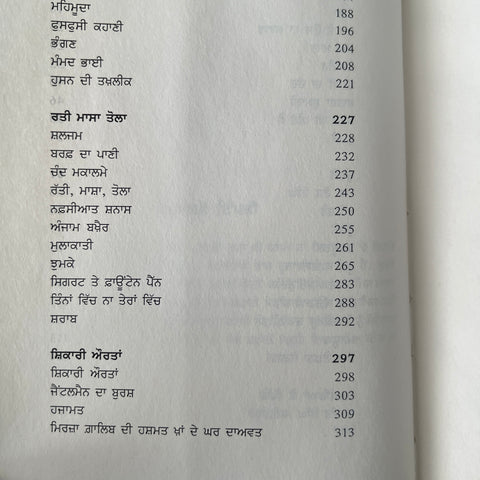 ਮਹਿਮੂਦਾ 188
ਫੁਸਫੁਸੀ ਕਹਾਣੀ 196
ਭੰਗਣ 204
ਮੰਮਦ ਭਾਈ 208
ਹੁਸਨ ਦੀ ਤਖ਼ਲੀਕ 221
ਰਤੀ ਮਾਸਾ ਤੋਲਾ 227
ਸ਼ਲਜਮ 228
ਬਰਫ਼ ਦਾ ਪਾਣੀ 232
ਚੰਦ ਮਕਾਲਮੇ 237
ਰੱਤੀ, ਮਾਸ਼ਾ, ਤੋਲਾ 243
ਨਫ਼ਸੀਆਤ ਸ਼ਨਾਸ 250
ਅੰਜਾਮ ਬਖ਼ੈਰ 255
ਮੁਲਾਕਾਤੀ 261
ਝੁਮਕੇ 265
ਸਿਗਰਟ ਤੇ ਫ਼ਾਊਂਟੇਨ ਪੈੱਨ 283
ਤਿੰਨਾਂ ਵਿੱਚ ਨਾ ਤੇਰਾਂ ਵਿੱਚ 288
ਸ਼ਰਾਬ 292
ਸ਼ਿਕਾਰੀ ਔਰਤਾਂ 297
ਸ਼ਿਕਾਰੀ ਔਰਤਾਂ 298
ਜੈਂਟਲਮੈਨ ਦਾ ਬੁਰਸ਼ 303
ਹਜਾਮਤ 309
ਮਿਰਜ਼ਾ ਗ਼ਾਲਿਬ ਦੀ ਹਸ਼ਮਤ ਖ਼ਾਂ ਦੇ ਘਰ ਦਾਅਵਤ 313